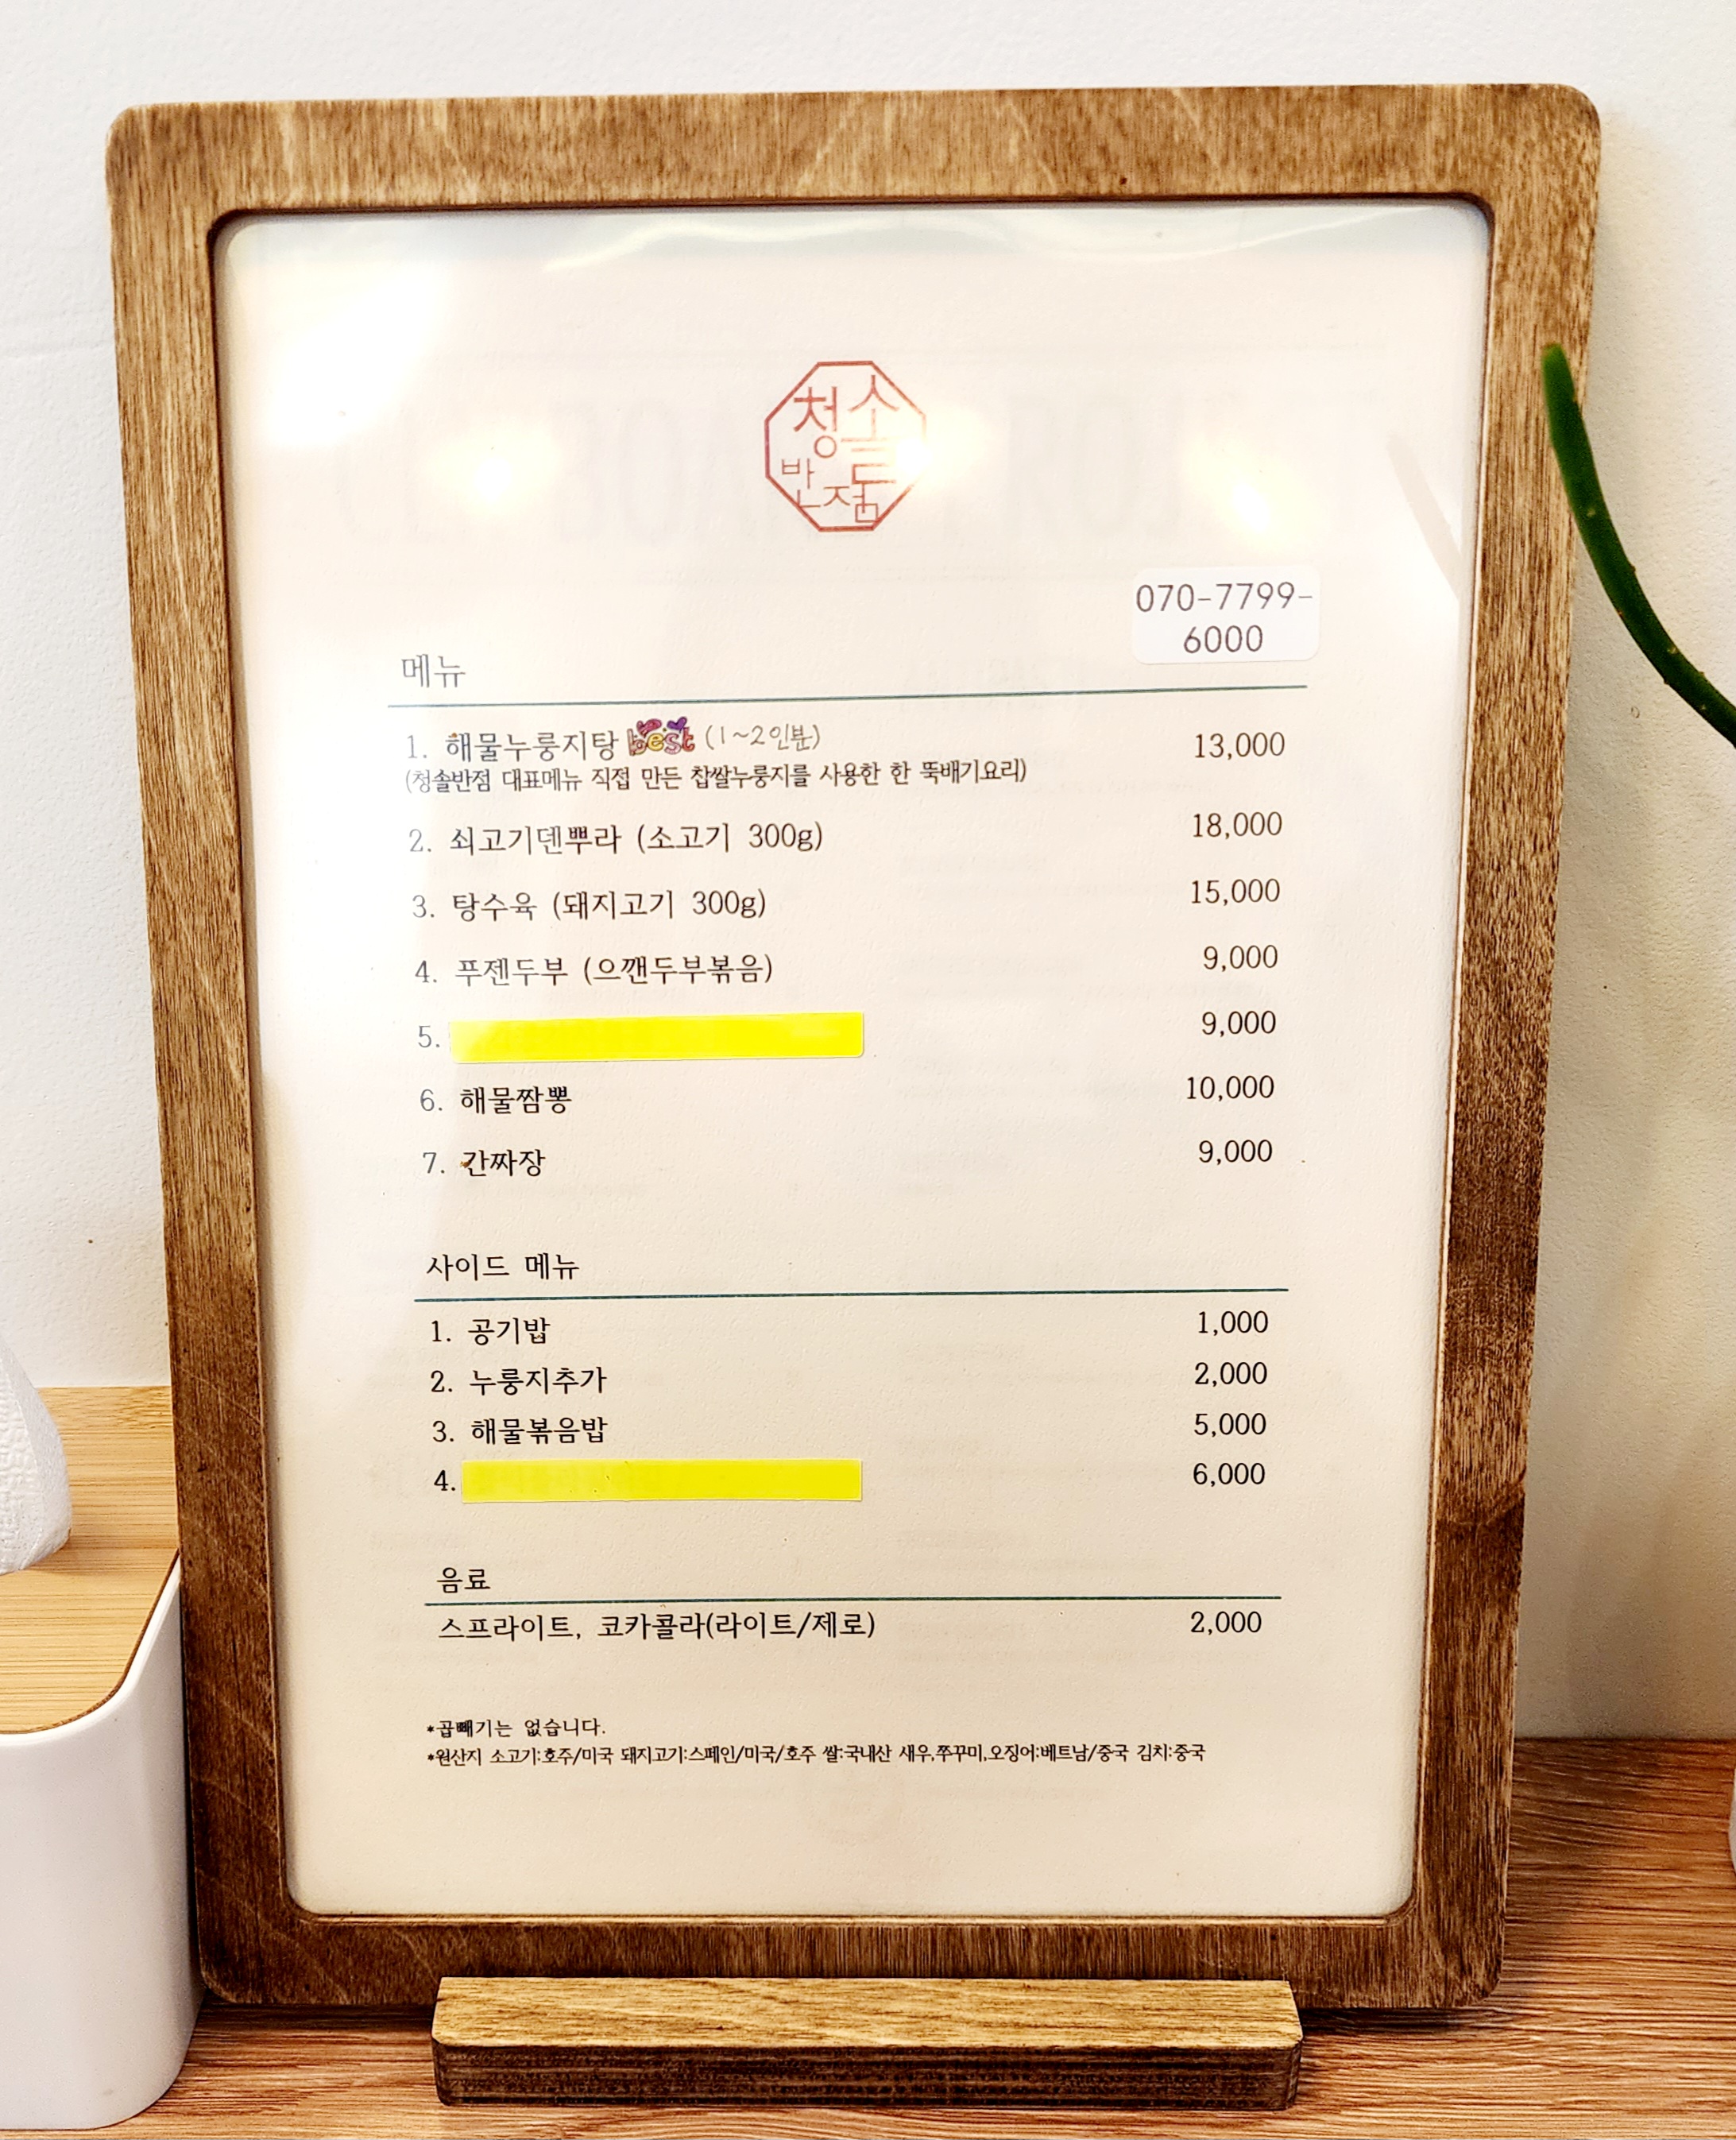 청솔
반점
070-7799-
6000
메뉴
1. 해물누룽지탕 best (1~2인분) 13,000
(청솔반점 대표메뉴 직접 만든 찹쌀누룽지를 사용한 한 뚝배기요리)
2. 쇠고기덴뿌라 (소고기 300g) 18,000
3. 탕수육 (돼지고기 300g) 15,000
4. 푸젠두부 (으깬두부볶음) 9,000
5. 9,000
6. 해물짬뽕 10,000
7. 간짜장 9,000
사이드 메뉴
1. 공기밥 1,000
2. 누룽지추가 2,000
3. 해물볶음밥 5,000
4. 6,000
음료
스프라이트, 코카콜라(라이트/제로) 2,000
*곱빼기는 없습니다.
*원산지 소고기:호주/미국 돼지고기:스페인/미국/호주 쌀:국내산 새우,쭈꾸미,오징어:베트남/중국 김치:중국